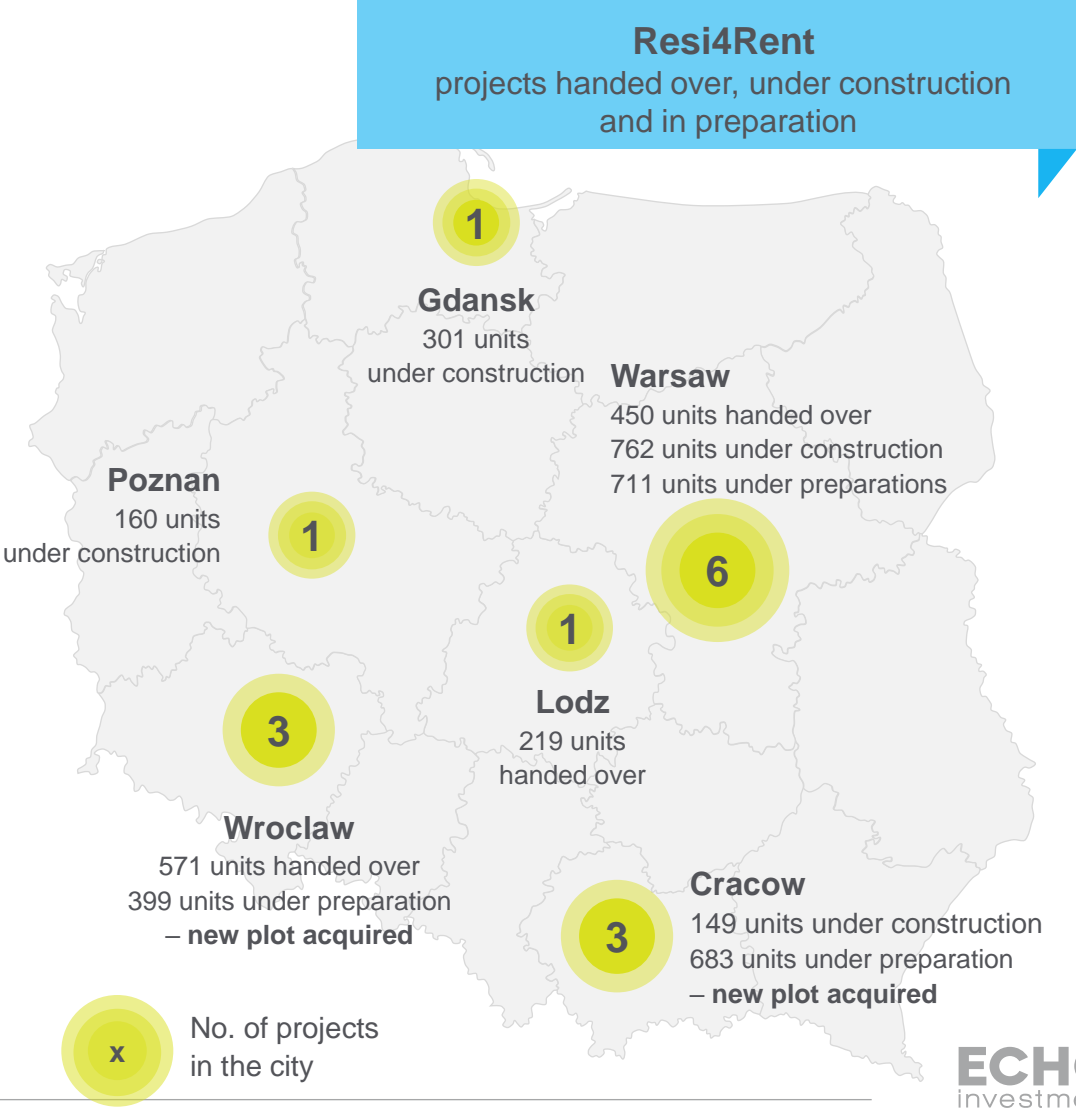 Resi4Rent
projects handed over, under construction
and in preparation
1
Gdansk
301 units
under construction
Warsaw
450 units handed over
762 units under construction
711 units under preparations
6
Poznan
160 units
under construction
1
1
Lodz
219 units
handed over
3
Wroclaw
571 units handed over
399 units under preparation
– new plot acquired
3
Cracow
149 units under construction
683 units under preparation
– new plot acquired
x
No. of projects
in the city